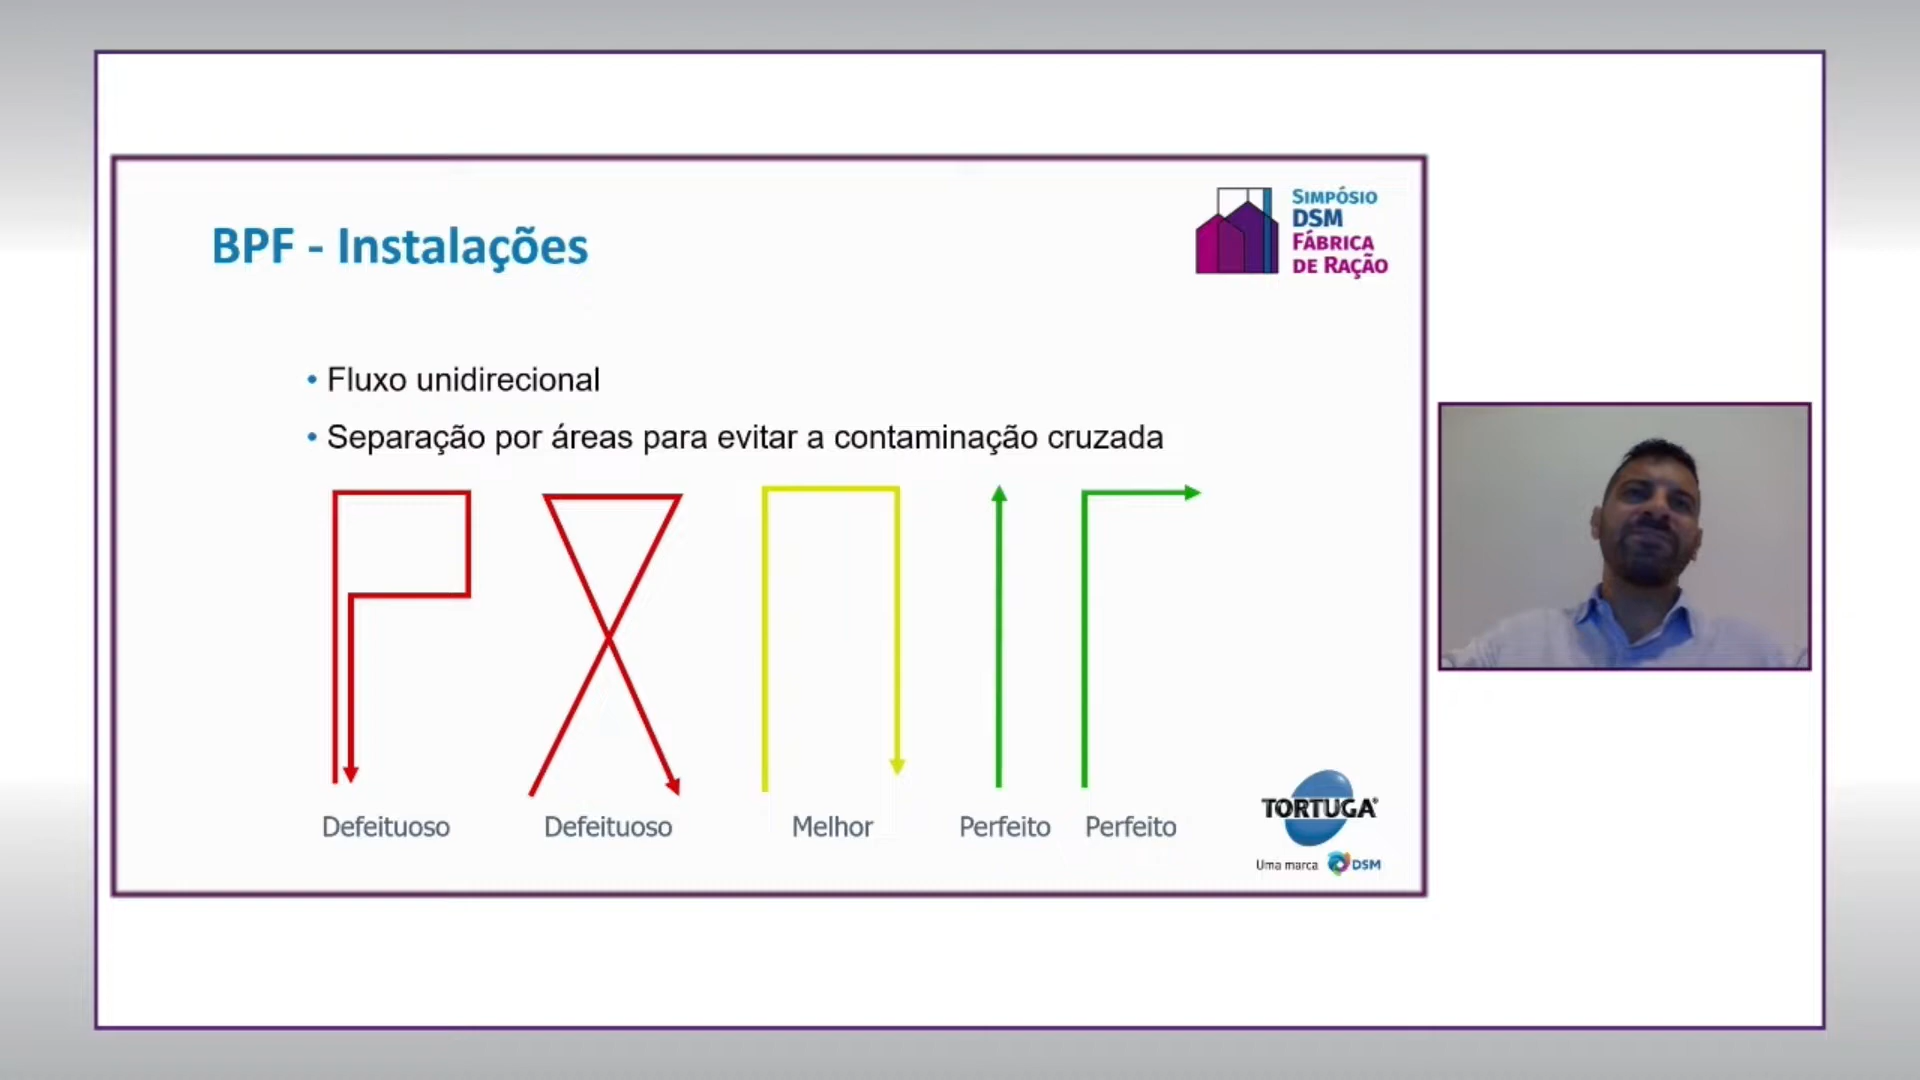 BPF - Instalações
SIMPÓSIO
DSM
FÁBRICA
DE RAÇÃO
• Fluxo unidirecional
• Separação por áreas para evitar a contaminação cruzada
Defeituoso
Defeituoso
Melhor
Perfeito
Perfeito
TORTUGA®
Uma marca DSM